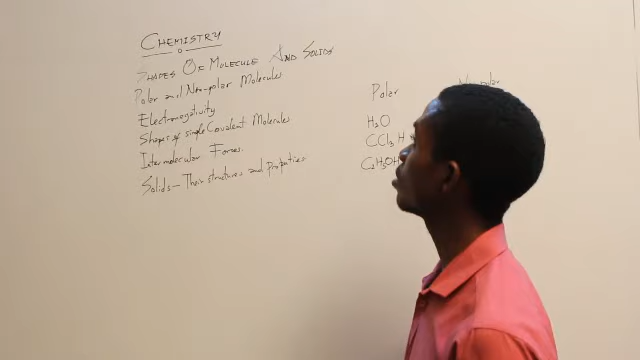 CHEMISTRY
SHAPES OF MOLECULE AND SOLIDS
Polar and Non-polar Molecules
Electronegativity
Shapes of simple Covalent Molecules
Intermolecular Forces.
Solids - Their structures and Properties
Polar
H₂O
CCl₃H
C₂H₅OH